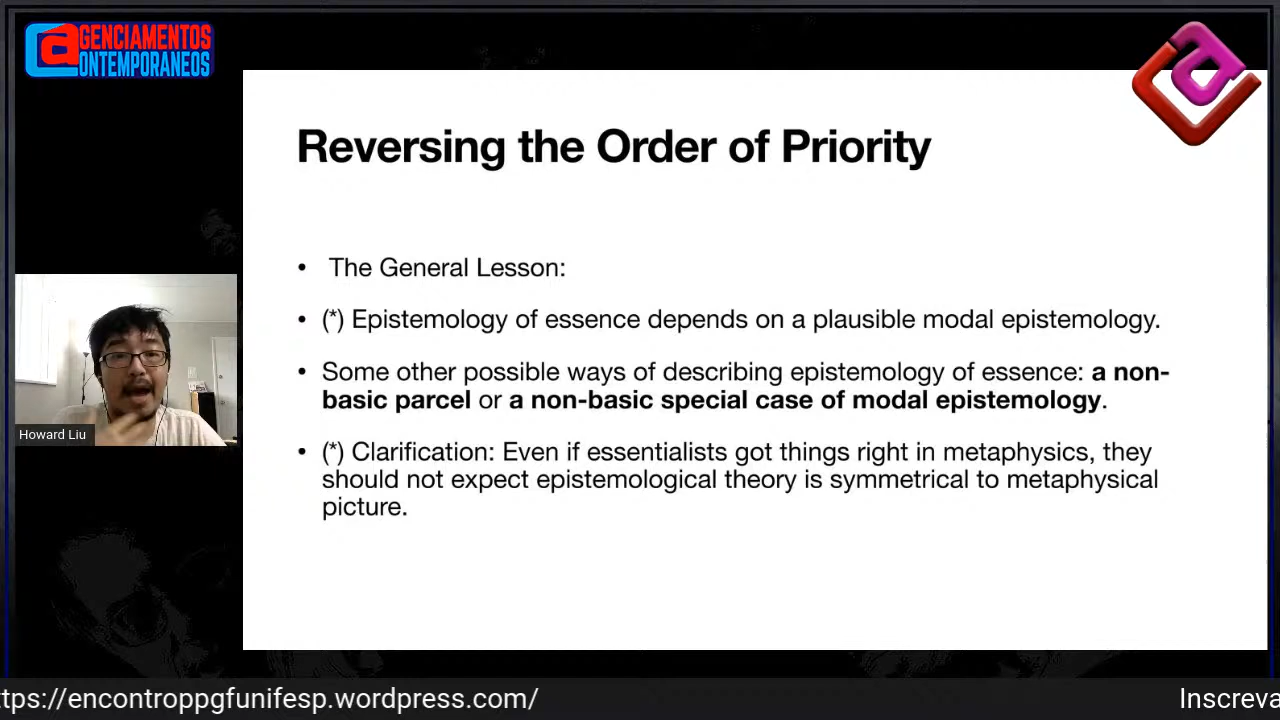 AGENCIAMENTOS
CONTEMPORANEOS
Reversing the Order of Priority
• The General Lesson:
• (*) Epistemology of essence depends on a plausible modal epistemology.
• Some other possible ways of describing epistemology of essence: a non-
basic parcel or a non-basic special case of modal epistemology.
• (*) Clarification: Even if essentialists got things right in metaphysics, they
should not expect epistemological theory is symmetrical to metaphysical
picture.
Howard Liu
ttps://encontroppgfunifesp.wordpress.com/
Inscreva